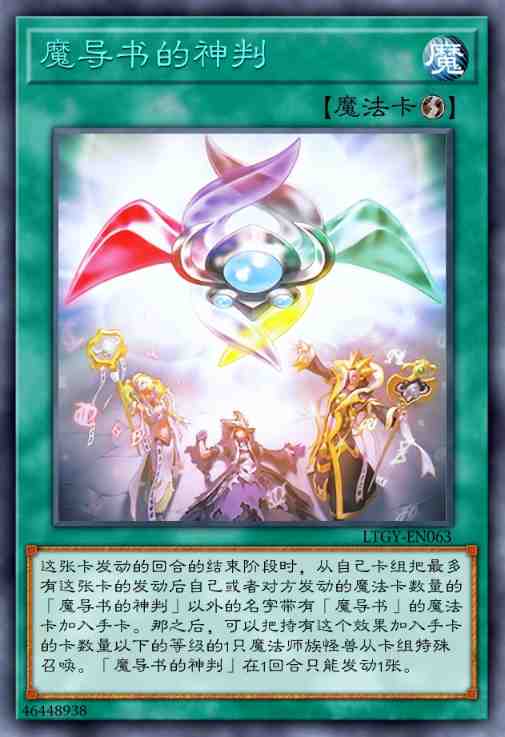 魔导书的神判
魔
【魔法卡】
LTGY-EN063
这张卡发动的回合的结束阶段时，从自己卡组把最多
有这张卡的发动后自己或者对方发动的魔法卡数量的
「魔导书的神判」以外的名字带有「魔导书」的魔法
卡加入手卡。那之后，可以把持有这个效果加入手卡
的卡数量以下的等级的1只魔法师族怪兽从卡组特殊
召唤。「魔导书的神判」在1回合只能发动1张。
46448938